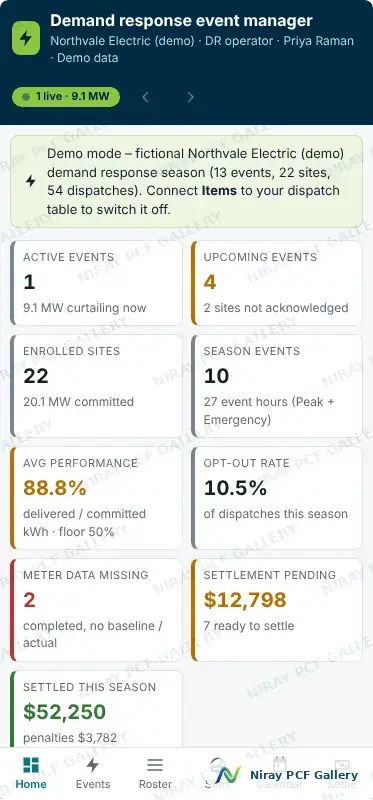 Demand response event manager
Northvale Electric (demo) · DR operator · Priya Raman
· Demo data
1 live · 9.1 MW
Demo mode – fictional Northvale Electric (demo)
demand response season (13 events, 22 sites,
54 dispatches). Connect Items to your dispatch
table to switch it off.
ACTIVE EVENTS
1
9.1 MW curtailing now
UPCOMING EVENTS
4
2 sites not acknowledged
ENROLLED SITES
22
20.1 MW committed
SEASON EVENTS
10
27 event hours (Peak +
Emergency)
AVG PERFORMANCE
88.8%
delivered / committed
kWh · floor 50%
OPT-OUT RATE
10.5%
of dispatches this season
METER DATA MISSING
2
completed, no baseline /
actual
SETTLEMENT PENDING
$12,798
7 ready to settle
SETTLED THIS SEASON
$52,250
penalties $3,782
Home
Events
Roster
Calendar
Settle
Niray PCF Gallery
NIRAY PCF GALLERY